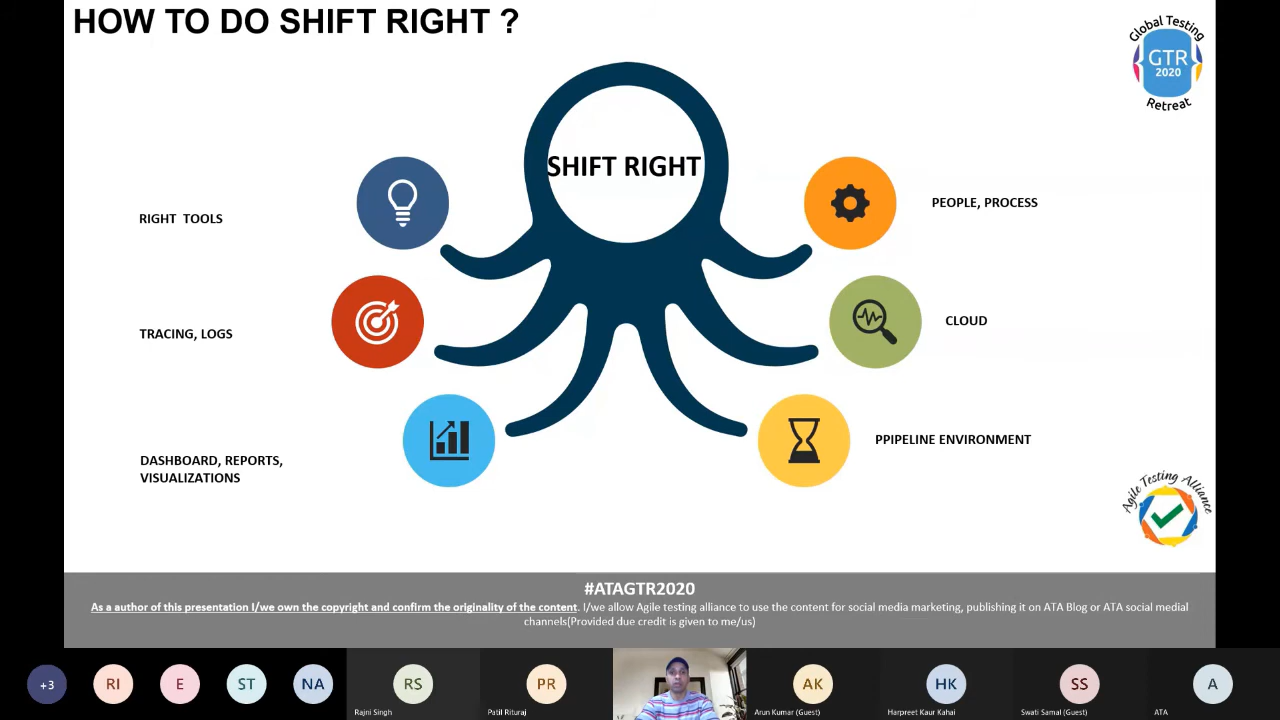 HOW TO DO SHIFT RIGHT ?
Global Testing
GTR
2020
Retreat
SHIFT RIGHT
RIGHT TOOLS
PEOPLE, PROCESS
TRACING, LOGS
CLOUD
DASHBOARD, REPORTS,
VISUALIZATIONS
PPIPELINE ENVIRONMENT
Agile Testing Alliance
#ATAGTR2020
As a author of this presentation I/we own the copyright and confirm the originality of the content. I/we allow Agile testing alliance to use the content for social media marketing, publishing it on ATA Blog or ATA social medial
channels(Provided due credit is given to me/us)
+3
RI
E
ST
NA
RS
Rajni Singh
PR
Patil Rituraj
AK
Arun Kumar (Guest)
HK
Harpreet Kaur Kahai
SS
Swati Samal (Guest)
A
ATA